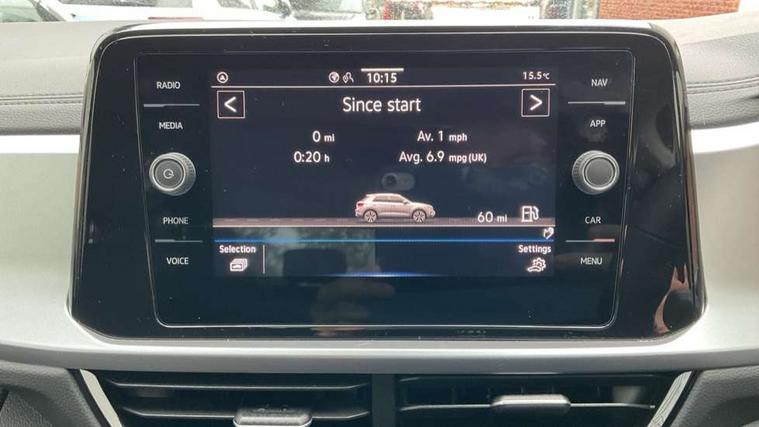 10:15 15.5°C
RADIO NAV
< Since start >
MEDIA APP
0 mi Av. 1 mph
0:20 h Avg. 6.9 mpg (UK)
PHONE 60 mi CAR
Selection Settings
VOICE MENU